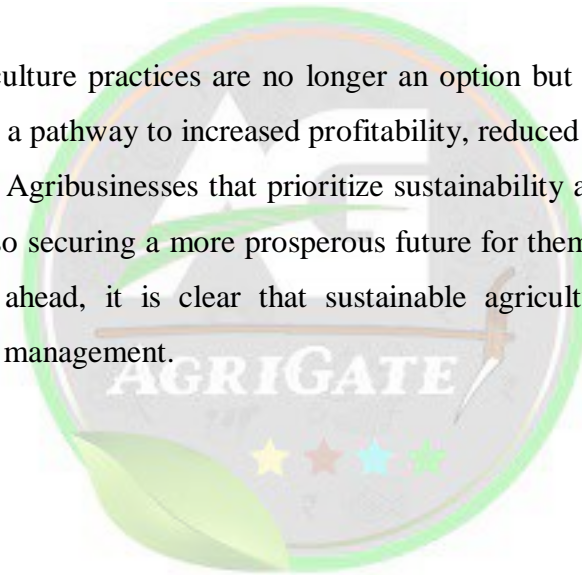 culture practices are no longer an option but
a pathway to increased profitability, reduced
Agribusinesses that prioritize sustainability a
so securing a more prosperous future for them
ahead, it is clear that sustainable agricult
management.
AGRIGATE